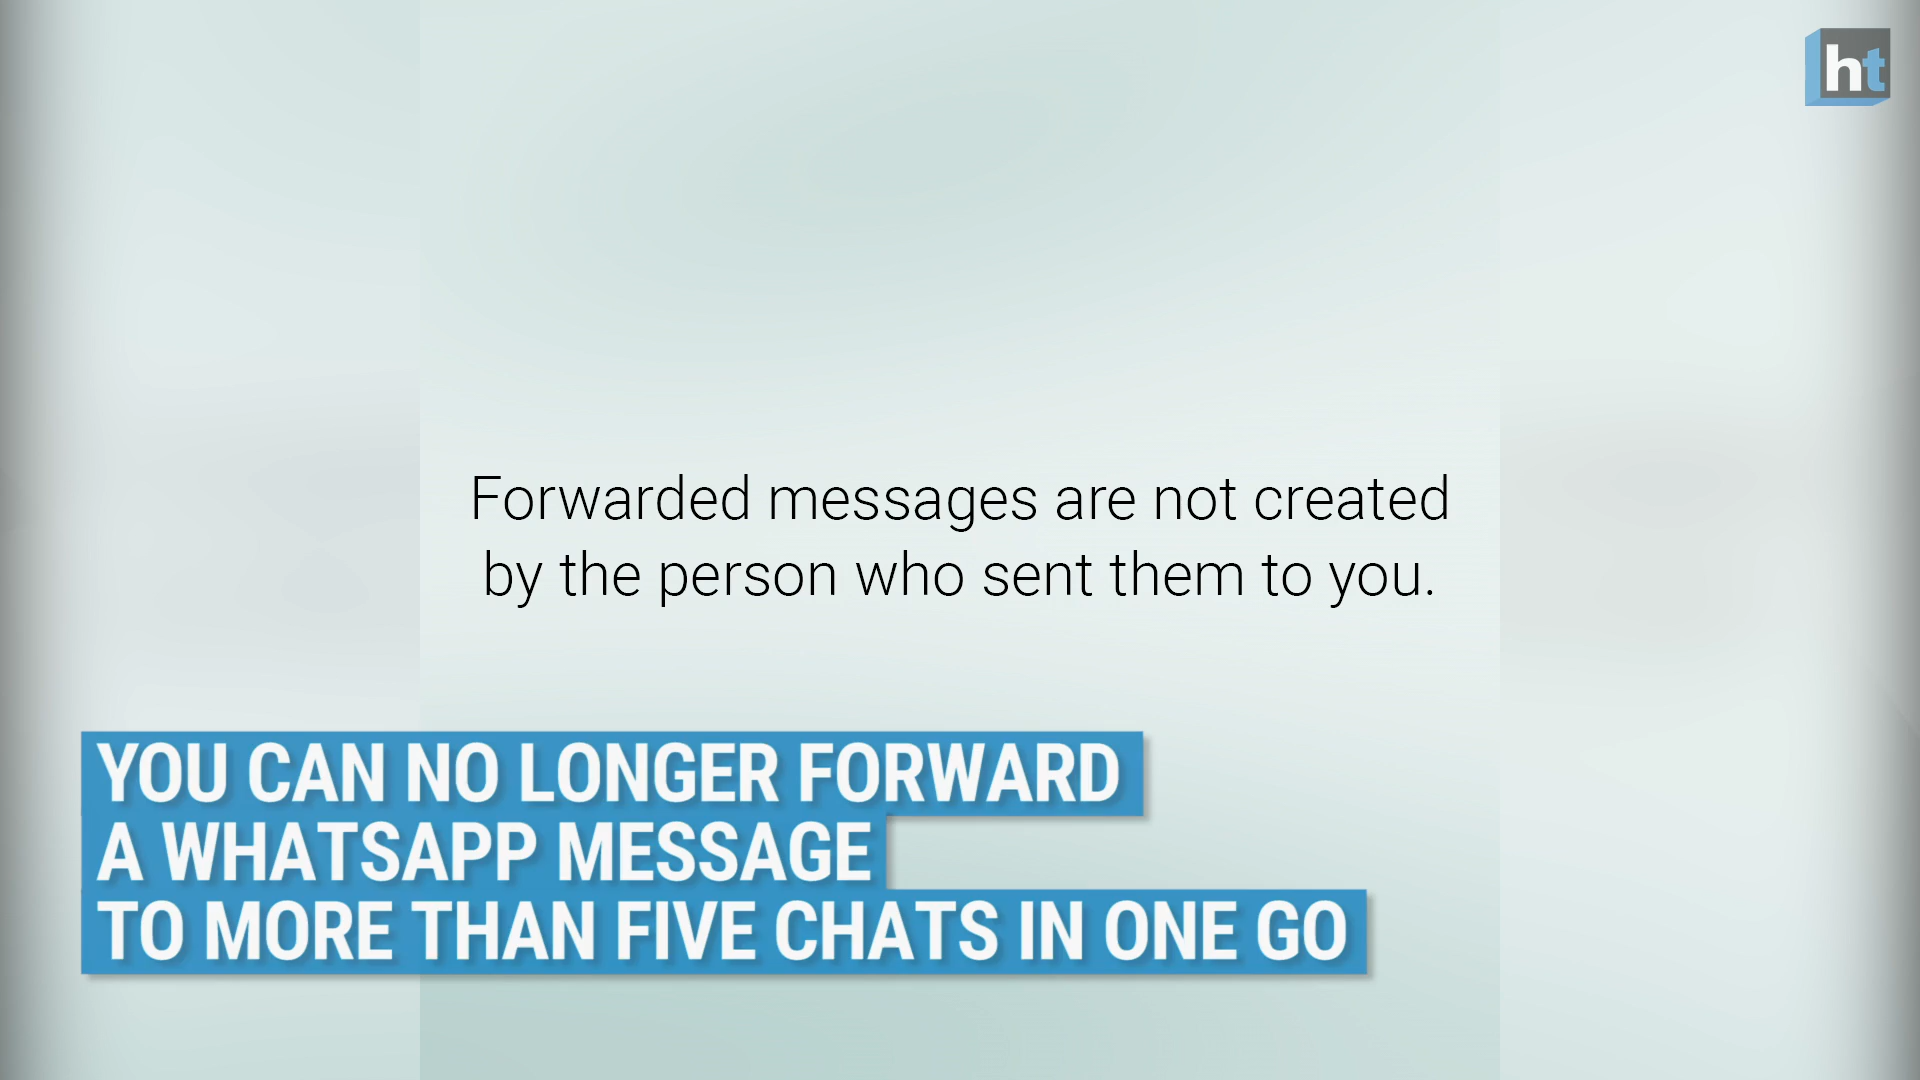 ht
Forwarded messages are not created
by the person who sent them to you.
YOU CAN NO LONGER FORWARD
A WHATSAPP MESSAGE
TO MORE THAN FIVE CHATS IN ONE GO